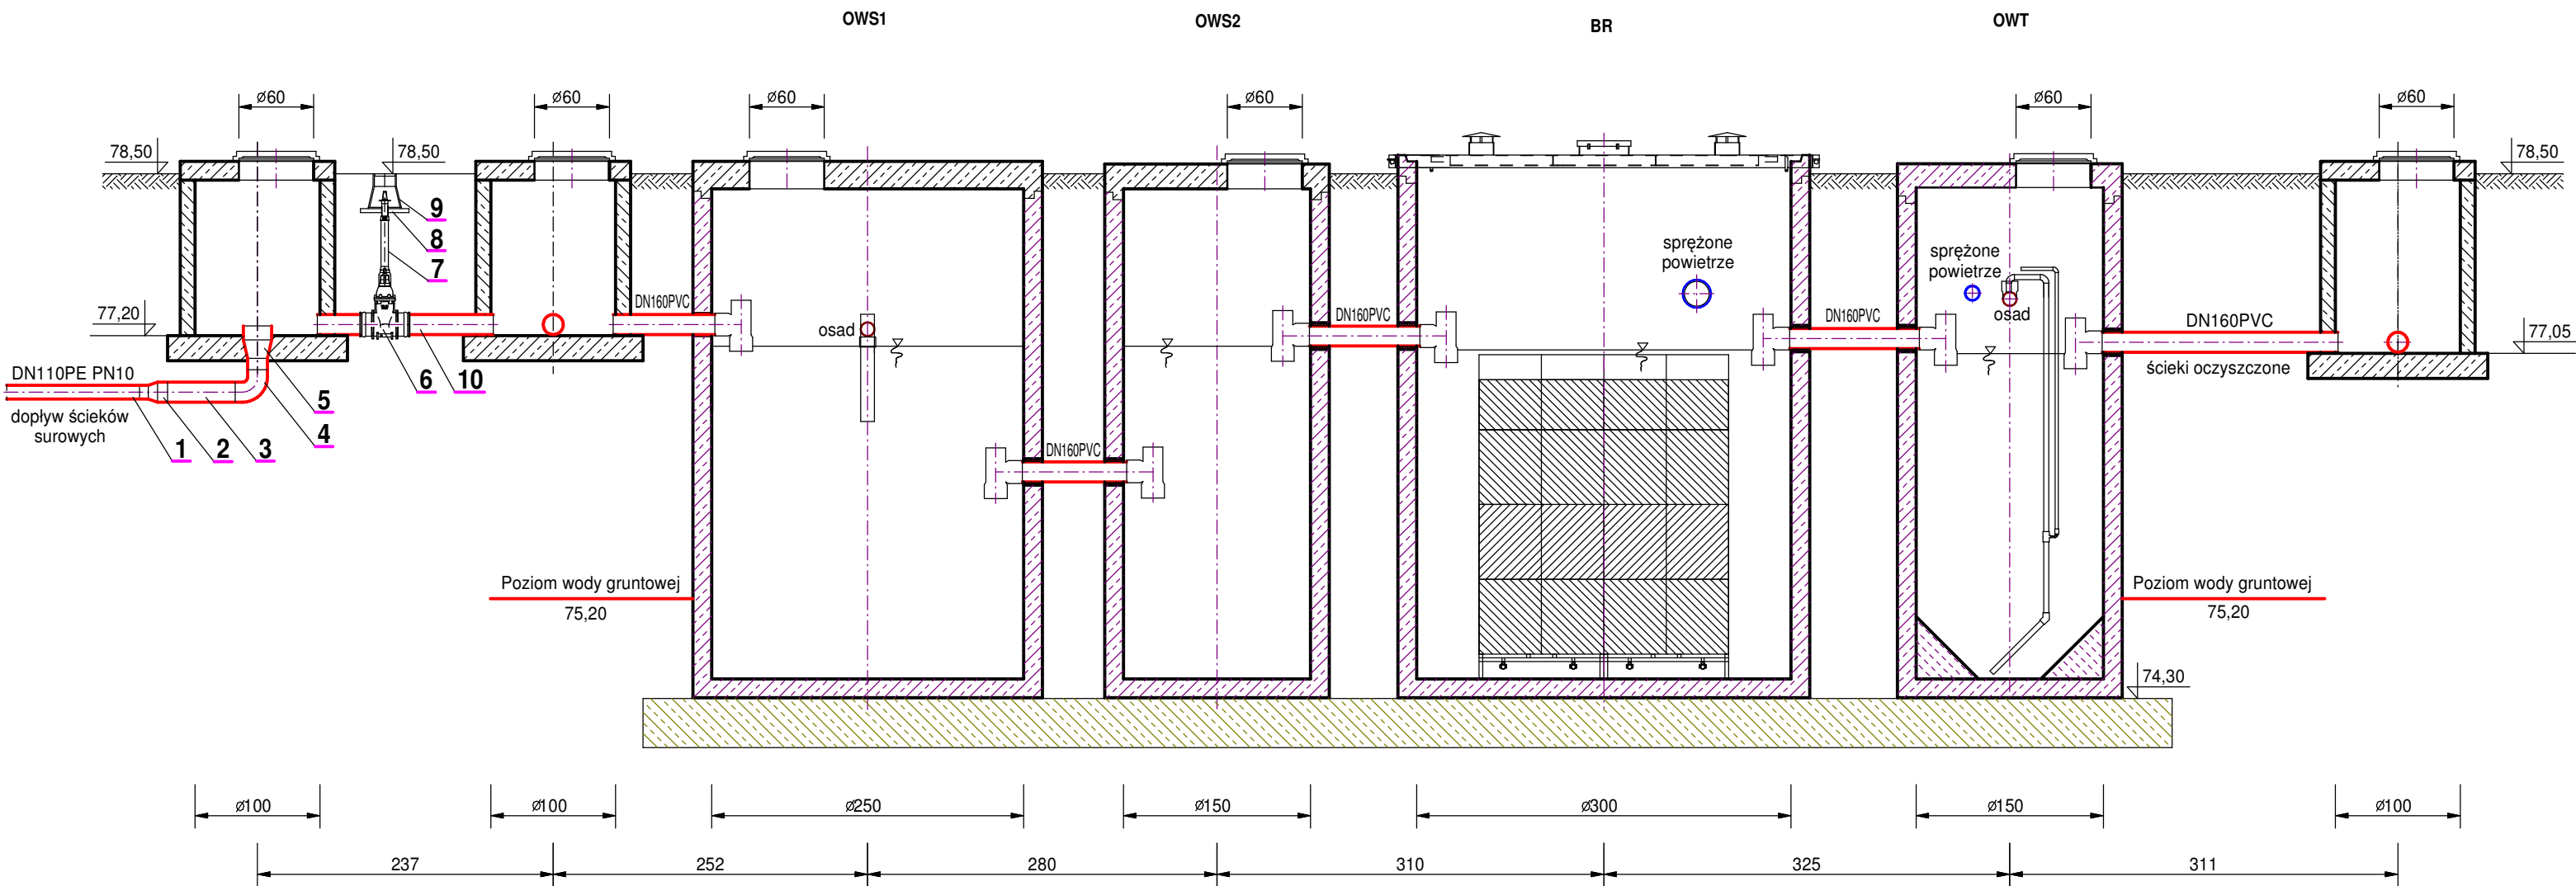 OWS1
OWS2
BR
OWT
ø60
ø60
ø60
ø60
ø60
ø60
78,50
78,50
78,50
9
8
7
sprężone
powietrze
sprężone
powietrze
77,20
DN160PVC
osad
DN160PVC
DN160PVC
osad
DN160PVC
77,05
ścieki oczyszczone
DN110PE PN10
dopływ ścieków
surowych
1
2
3
4
5
6
10
DN160PVC
Poziom wody gruntowej
75,20
Poziom wody gruntowej
75,20
74,30
ø100
ø100
ø250
ø150
ø300
ø150
ø100
237
252
280
310
325
311